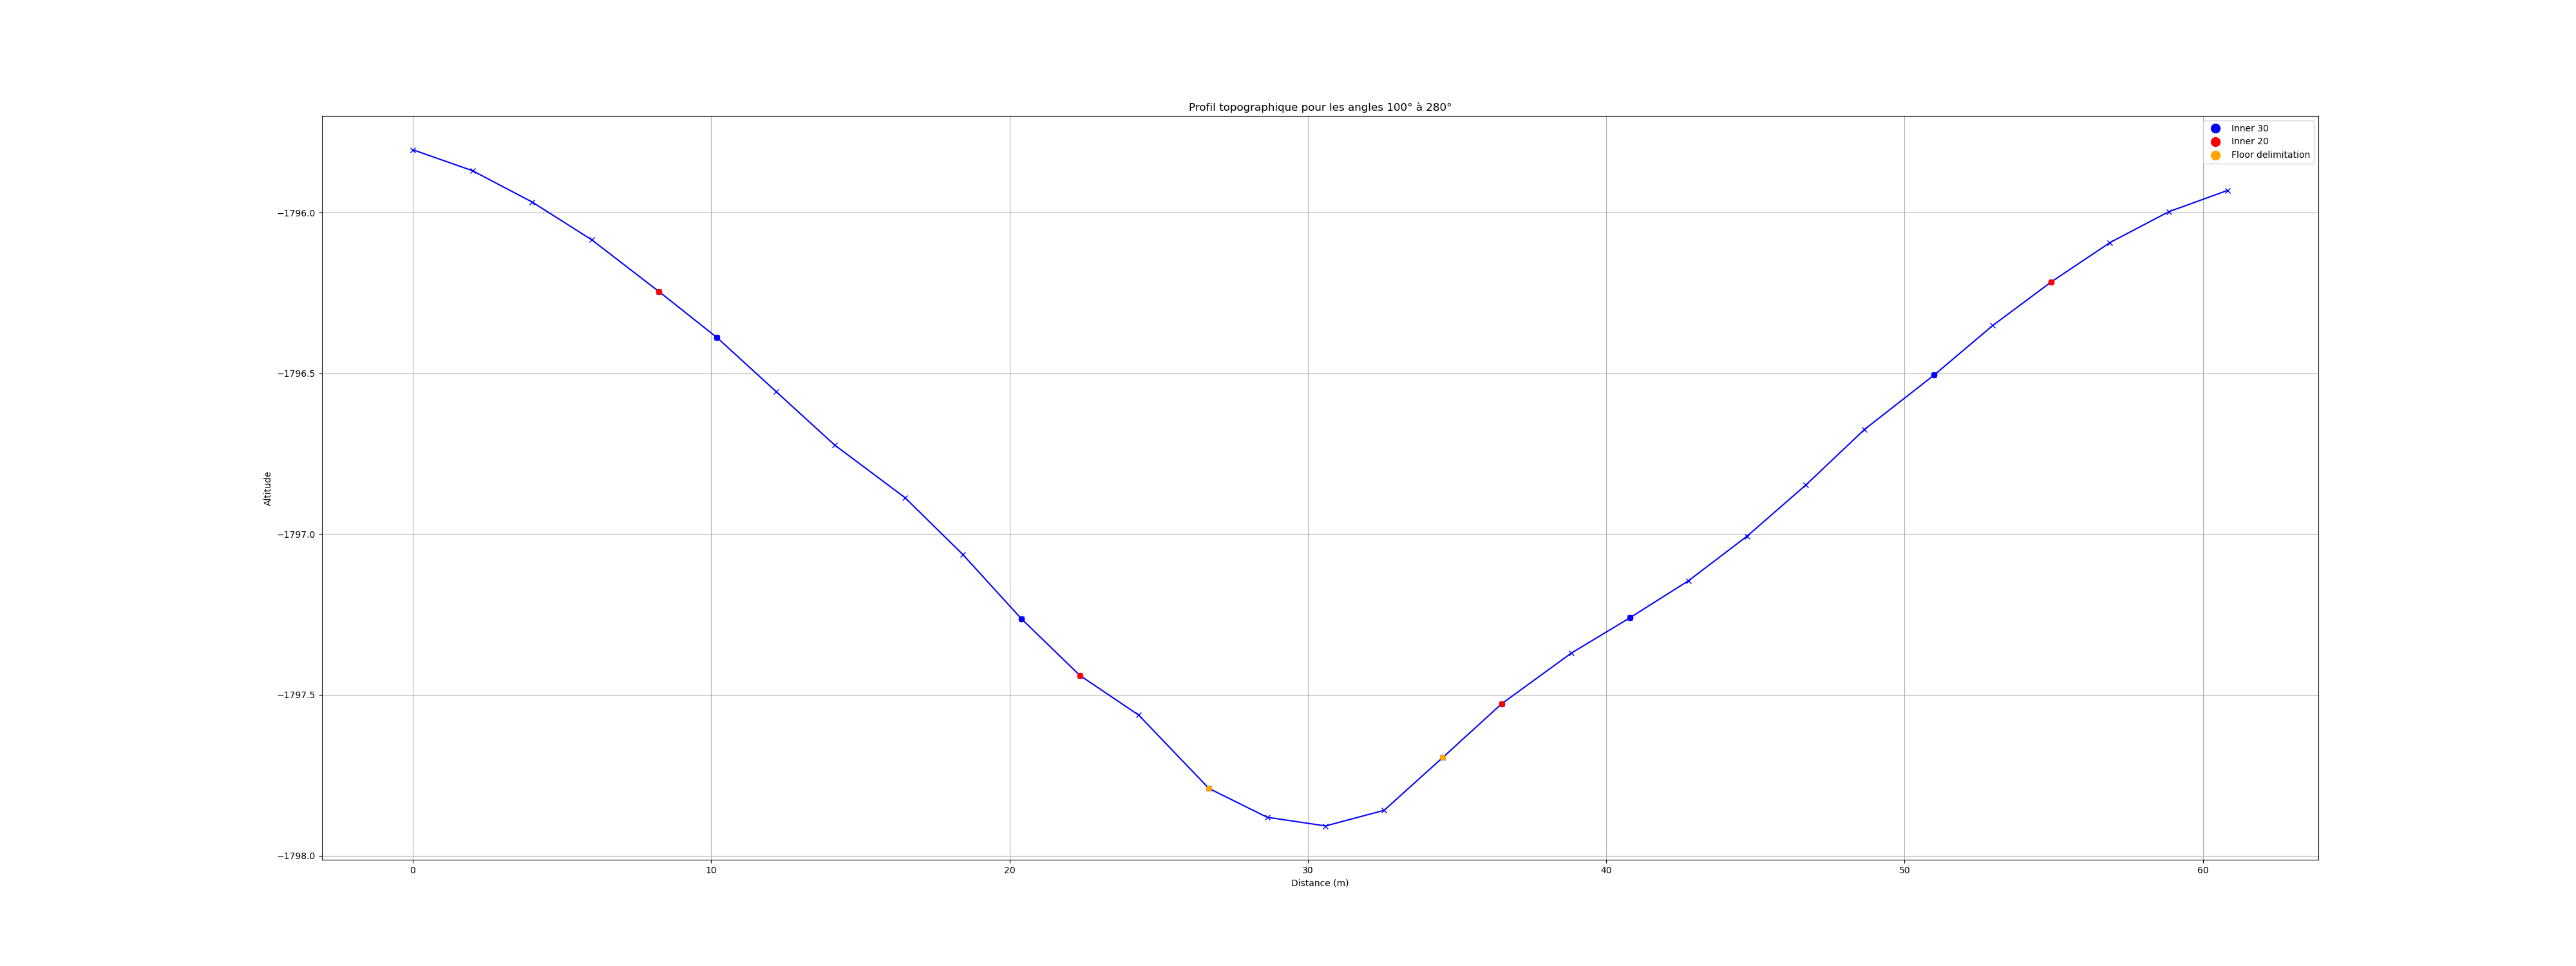 Profil topographique pour les angles 100° à 280°
Inner 30
Inner 20
Floor delimitation
−1796.0
−1796.5
−1797.0
−1797.5
−1798.0
Altitude
0 10 20 30 40 50 60
Distance (m)